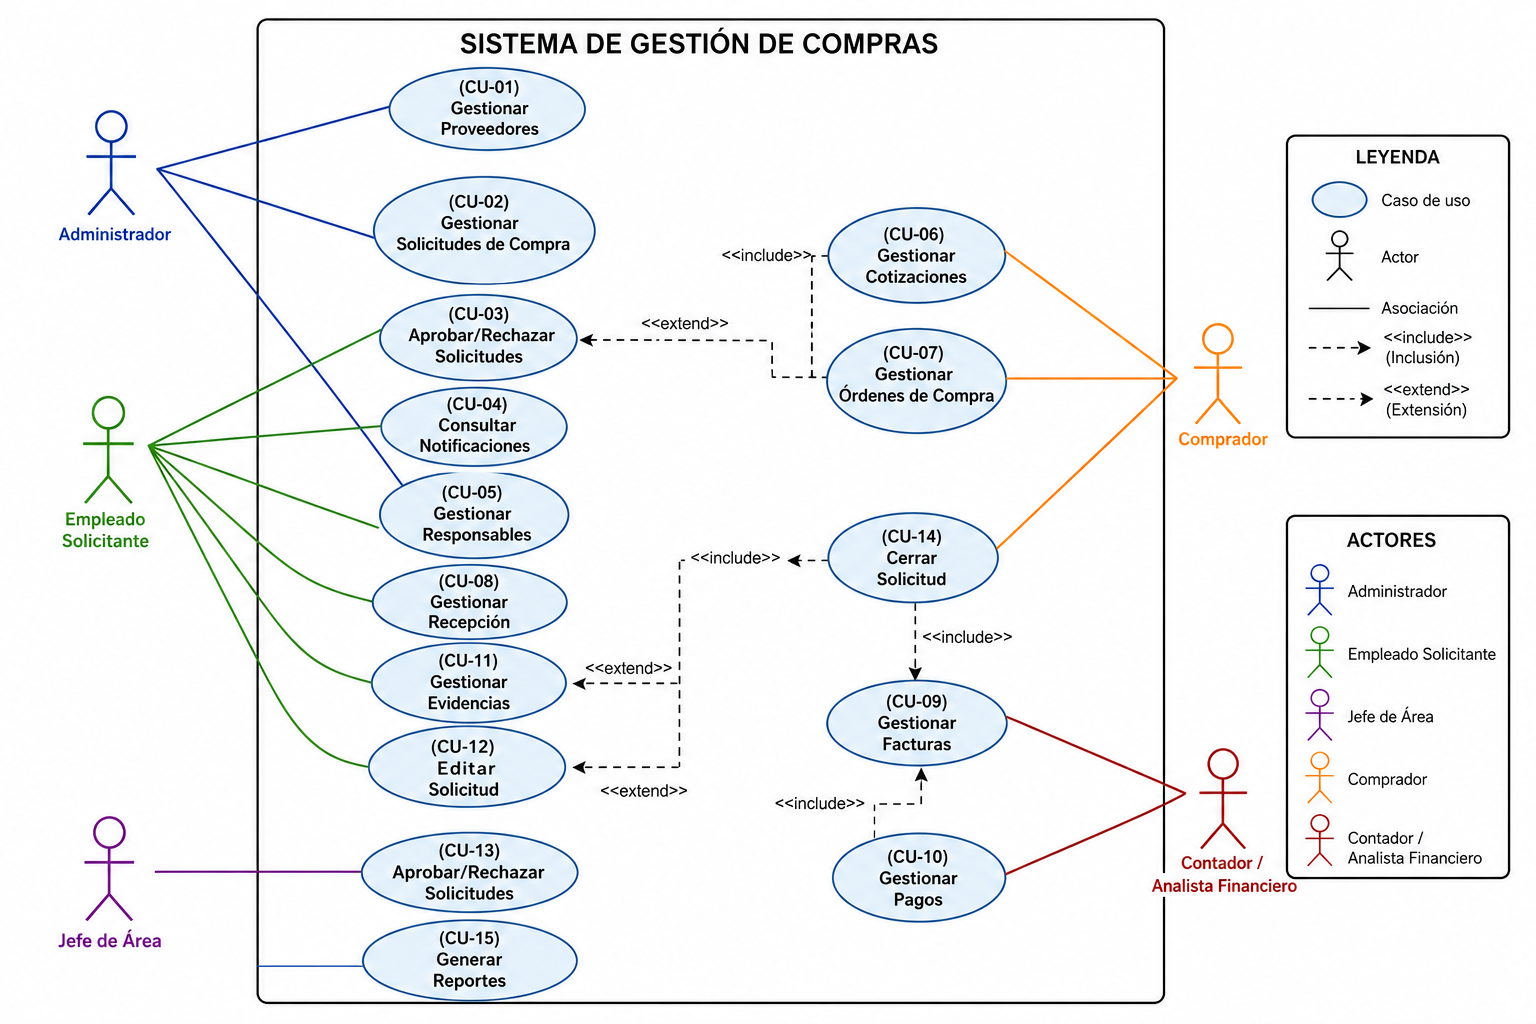 SISTEMA DE GESTIÓN DE COMPRAS
(CU-01)
Gestionar
Proveedores
(CU-02)
Gestionar
Solicitudes de Compra
(CU-03)
Aprobar/Rechazar
Solicitudes
(CU-04)
Consultar
Notificaciones
(CU-05)
Gestionar
Responsables
(CU-08)
Gestionar
Recepción
(CU-11)
Gestionar
Evidencias
(CU-12)
Editar
Solicitud
(CU-13)
Aprobar/Rechazar
Solicitudes
(CU-15)
Generar
Reportes
Administrador
Empleado
Solicitante
Jefe de Área
<<include>>
<<extend>>
<<include>>
<<extend>>
<<extend>>
<<include>>
<<include>>
(CU-06)
Gestionar
Cotizaciones
(CU-07)
Gestionar
Órdenes de Compra
(CU-14)
Cerrar
Solicitud
(CU-09)
Gestionar
Facturas
(CU-10)
Gestionar
Pagos
Comprador
Contador /
Analista Financiero
LEYENDA
Caso de uso
Actor
Asociación
<<include>>
(Inclusión)
<<extend>>
(Extensión)
ACTORES
Administrador
Empleado Solicitante
Jefe de Área
Comprador
Contador /
Analista Financiero